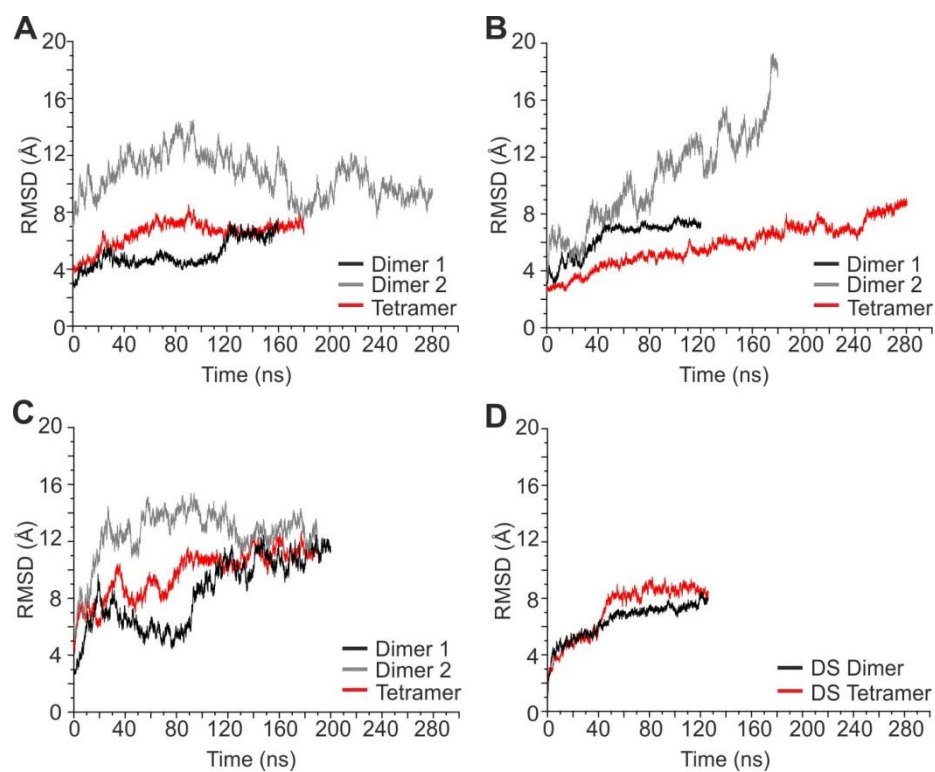 A
20
16
12
8
4
0
RMSD (Å)
Dimer 1
Dimer 2
Tetramer
0 40 80 120 160 200 240 280
Time (ns)
B
20
16
12
8
4
0
RMSD (Å)
Dimer 1
Dimer 2
Tetramer
0 40 80 120 160 200 240 280
Time (ns)
C
20
16
12
8
4
0
RMSD (Å)
Dimer 1
Dimer 2
Tetramer
0 40 80 120 160 200 240 280
Time (ns)
D
20
16
12
8
4
0
RMSD (Å)
DS Dimer
DS Tetramer
0 40 80 120 160 200 240 280
Time (ns)